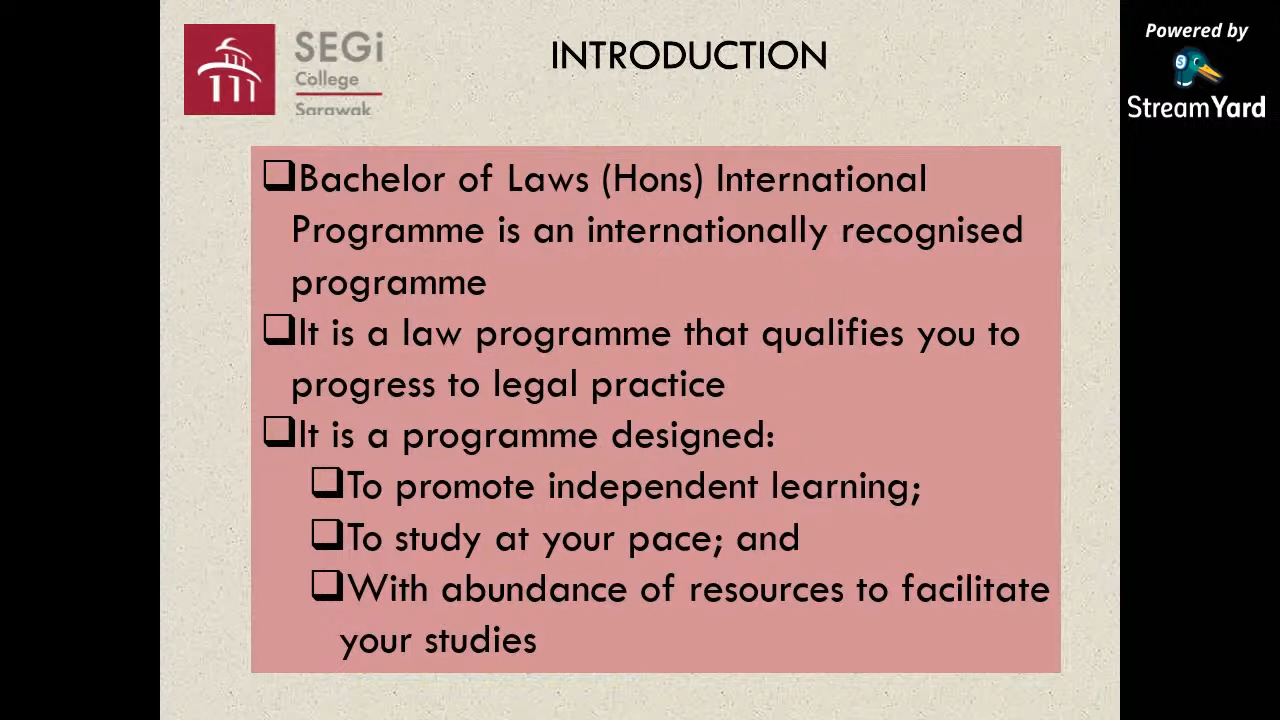 SEGi
College
Sarawak
INTRODUCTION
Powered by
StreamYard
Bachelor of Laws (Hons) International
Programme is an internationally recognised
programme
It is a law programme that qualifies you to
progress to legal practice
It is a programme designed:
To promote independent learning;
To study at your pace; and
With abundance of resources to facilitate
your studies